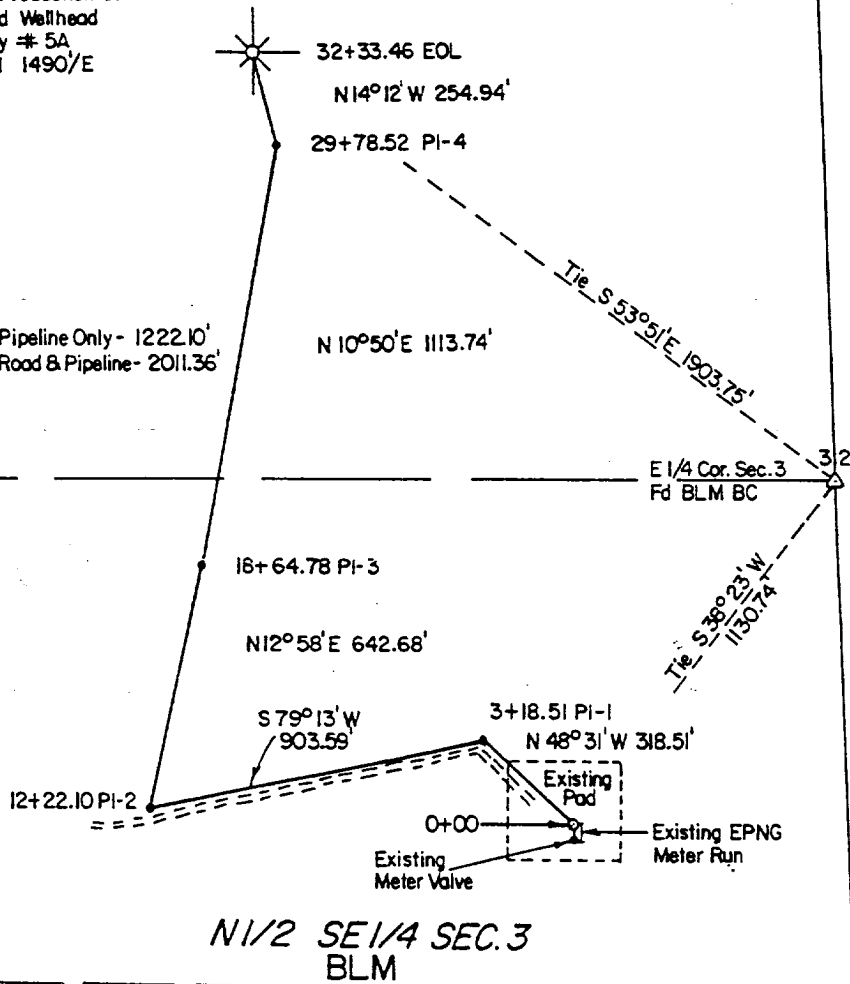 d Wellhead
y # 5A
1490'/E
32+33.46 EOL
N14°12'W 254.94'
29+78.52 PI-4
Tie S 53°51'E 1903.75'
Pipeline Only - 1222.10'
Road & Pipeline - 2011.36'
N 10°50'E 1113.74'
3 2
E 1/4 Cor. Sec. 3
Fd BLM BC
18+64.78 PI-3
Tie S 38°23'W
1130.74'
N12°58'E 642.68'
S 79°13'W
903.59'
3+18.51 PI-1
N 48°31'W 318.51'
12+22.10 PI-2
Existing
Pad
0+00
Existing EPNG
Meter Run
Existing
Meter Valve
N1/2 SE1/4 SEC. 3
BLM